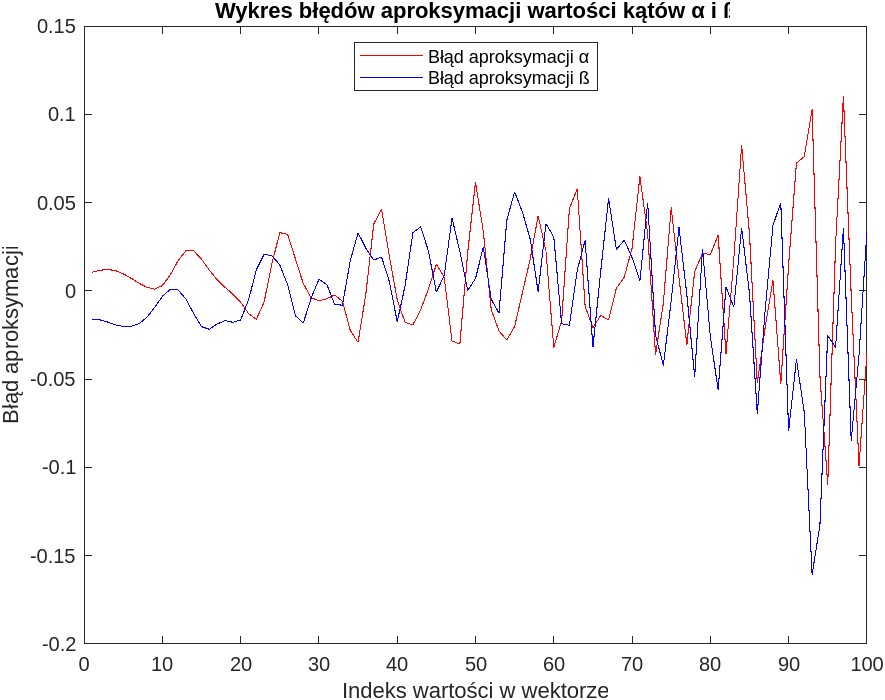 Wykres błędów aproksymacji wartości kątów α i ß
0.15
Błąd aproksymacji α
Błąd aproksymacji ß
0.1
0.05
0
-0.05
-0.1
-0.15
-0.2
Błąd aproksymacji
0 10 20 30 40 50 60 70 80 90 100
Indeks wartości w wektorze